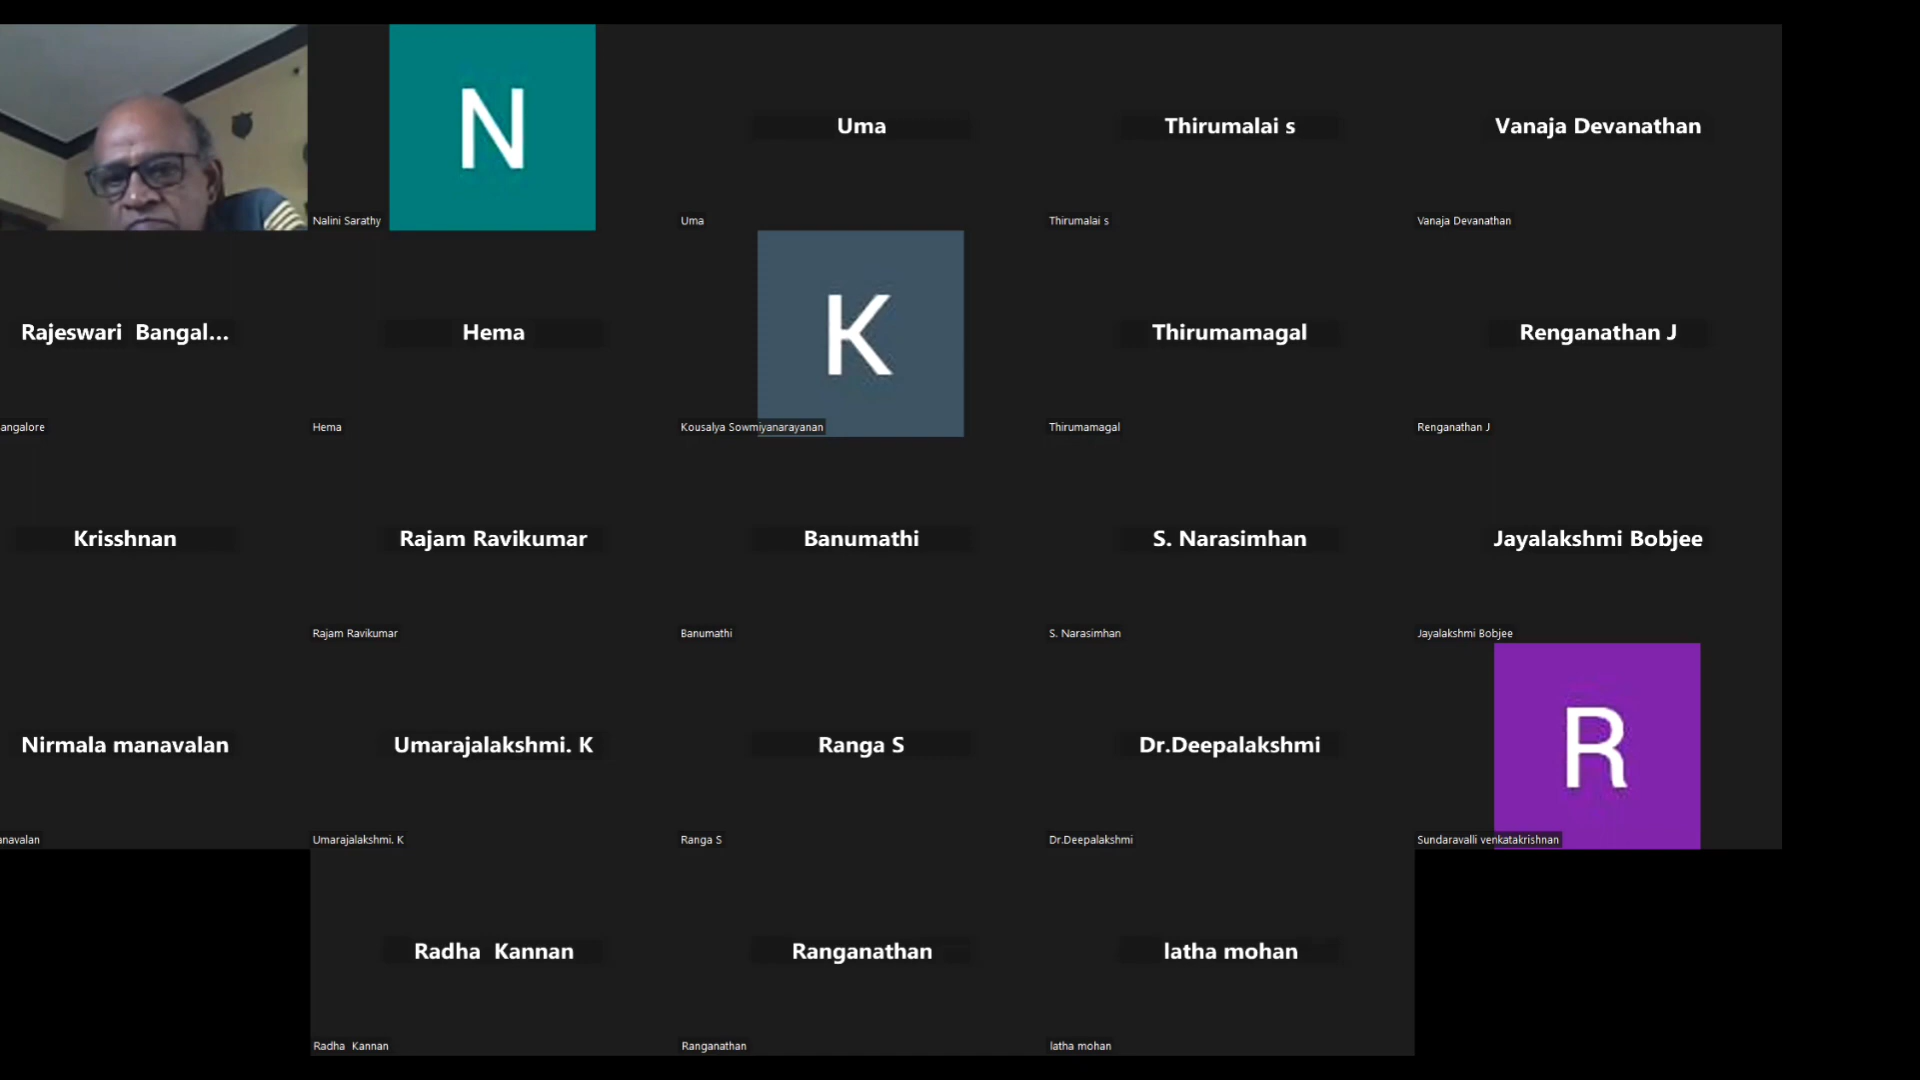 N
Nalini Sarathy
Uma
Uma
Thirumalai s
Thirumalai s
Vanaja Devanathan
Vanaja Devanathan
Rajeswari  Bangal...
angalore
Hema
Hema
K
Kousalya Sowmiyanarayanan
Thirumamagal
Thirumamagal
Renganathan J
Renganathan J
Krisshnan
Rajam Ravikumar
Rajam Ravikumar
Banumathi
Banumathi
S. Narasimhan
S. Narasimhan
Jayalakshmi Bobjee
Jayalakshmi Bobjee
Nirmala manavalan
anavalan
Umarajalakshmi. K
Umarajalakshmi. K
Ranga S
Ranga S
Dr.Deepalakshmi
Dr.Deepalakshmi
R
Sundaravalli venkatakrishnan
Radha  Kannan
Radha  Kannan
Ranganathan
Ranganathan
latha mohan
latha mohan